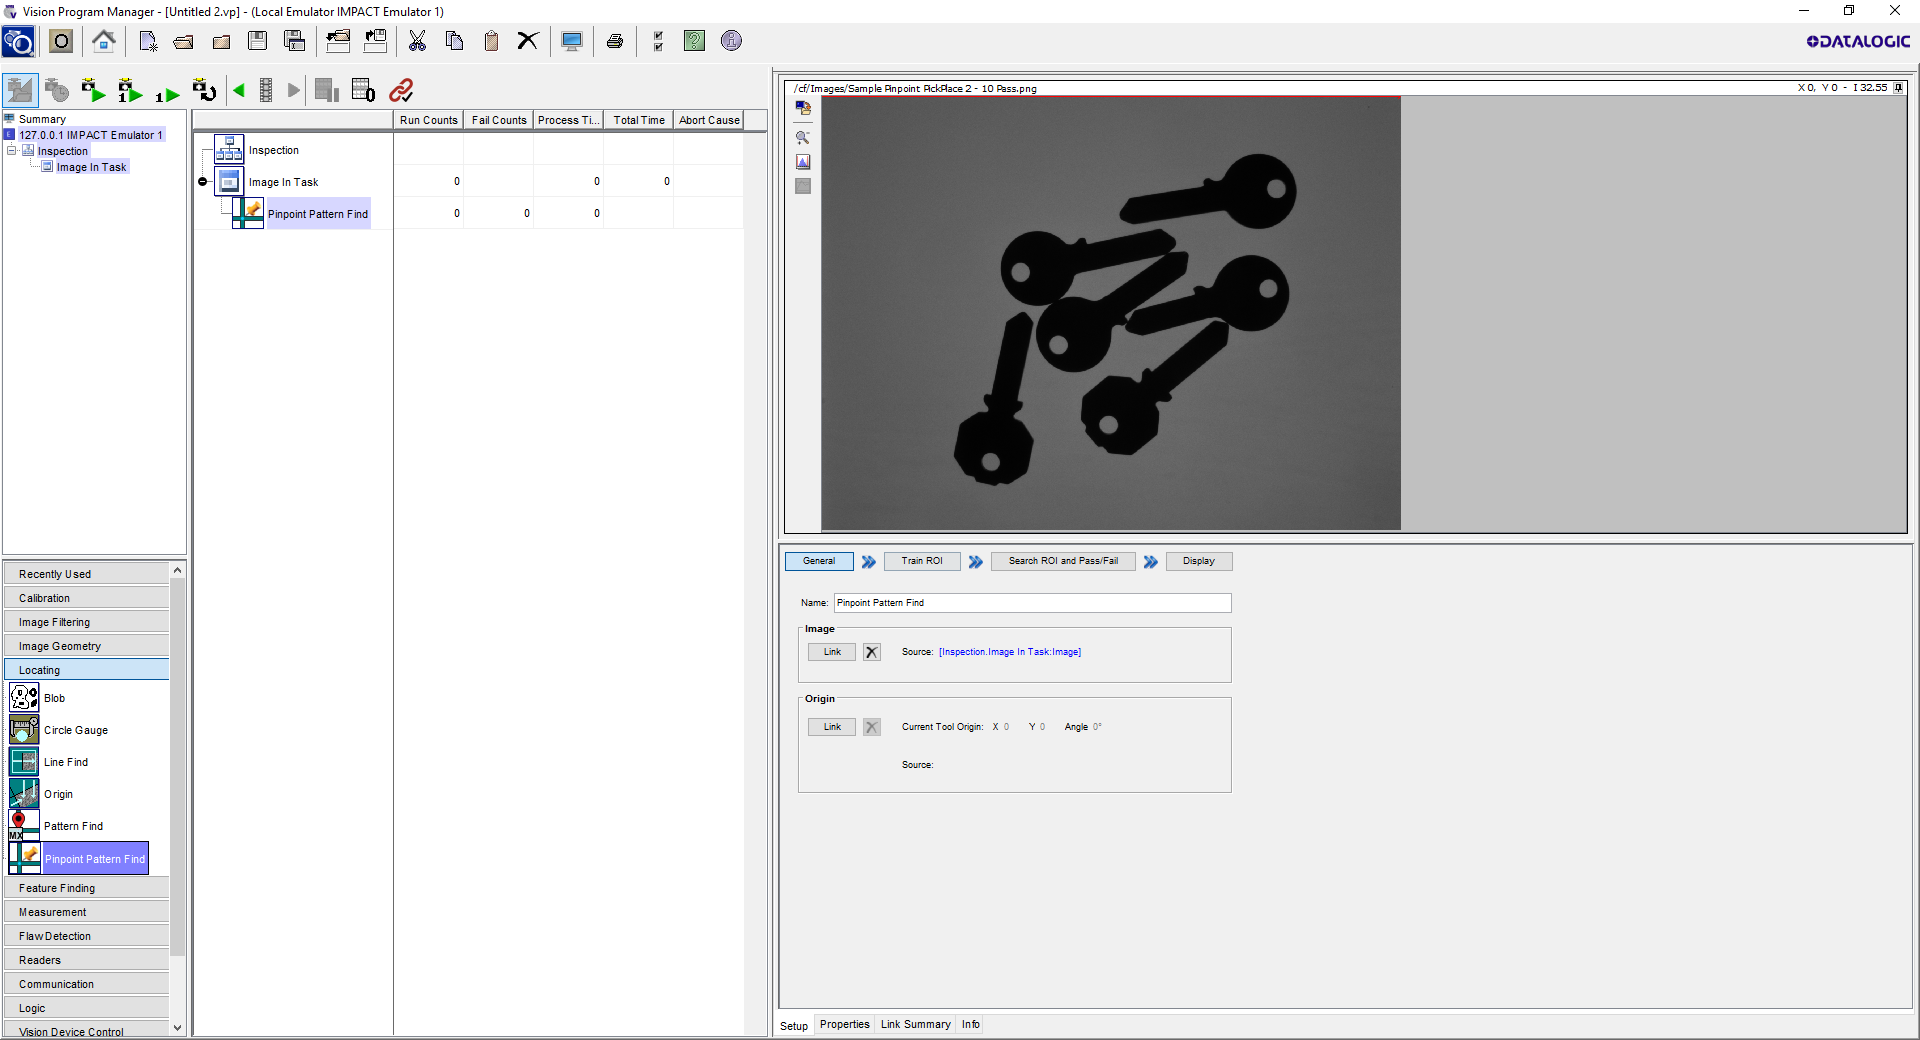 Vision Program Manager - [Untitled 2.vp] - (Local Emulator IMPACT Emulator 1)
DATALOGIC
Summary
127.0.0.1 IMPACT Emulator 1
Inspection
Image In Task
Run Counts Fail Counts Process Ti... Total Time Abort Cause
Inspection
Image In Task 0 0 0
Pinpoint Pattern Find 0 0 0
Recently Used
Calibration
Image Filtering
Image Geometry
Locating
Blob
Circle Gauge
Line Find
Origin
Pattern Find
MX
Pinpoint Pattern Find
Feature Finding
Measurement
Flaw Detection
Readers
Communication
Logic
Vision Device Control
/cf/Images/Sample Pinpoint PickPlace 2 - 10 Pass.png
X 0, Y 0 - I 32.55
General Train ROI Search ROI and Pass/Fail Display
Name: Pinpoint Pattern Find
Image
Link Source: [Inspection.Image In Task:Image]
Origin
Link Current Tool Origin: X 0 Y 0 Angle 0°
Source:
Setup Properties Link Summary Info